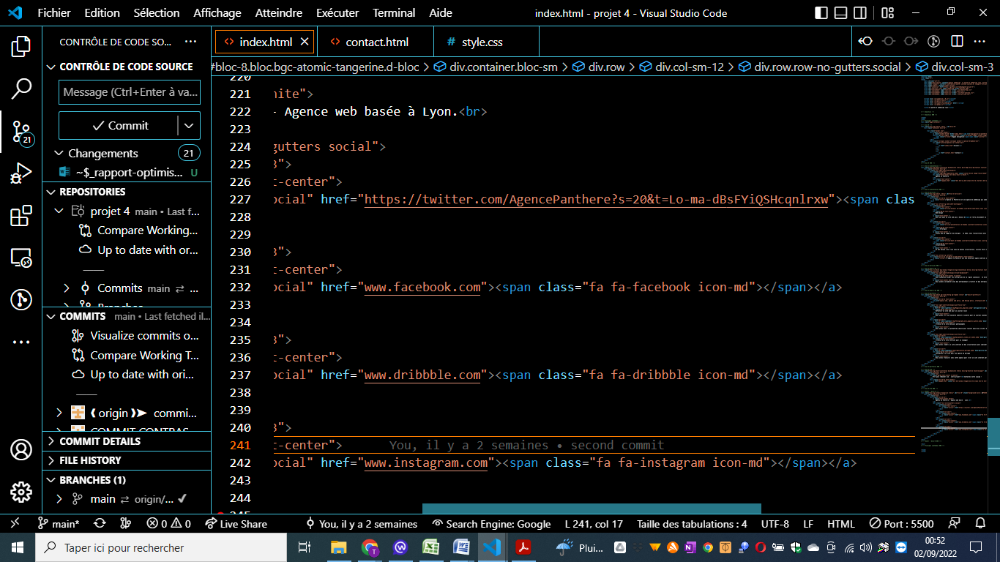 Fichier Edition Sélection Affichage Atteindre Exécuter Terminal Aide index.html - projet 4 - Visual Studio Code
CONTRÔLE DE CODE SO... ···
index.html contact.html # style.css
CONTRÔLE DE CODE SOURCE
Message (Ctrl+Enter à va...
Commit
Changements 21
~$_rapport-optimis... U
REPOSITORIES
projet 4 main • Last f...
Compare Working...
Up to date with or...
Commits main ⇄ ...
Branches
COMMITS main • Last fetched il...
Visualize commits o...
Compare Working T...
Up to date with ori...
origin commi...
COMMIT CONTRAS
COMMIT DETAILS
FILE HISTORY
BRANCHES (1)
main ⇄ origin/...
21
#bloc-8.bloc.bgc-atomic-tangerine.d-bloc > div.container.bloc-sm > div.row > div.col-sm-12 > div.row.row-no-gutters.social > div.col-sm-3
220
221 nite">
222 - Agence web basée à Lyon.<br>
223
224 gutters social">
225 3">
226 t-center">
227 ocial" href="https://twitter.com/AgencePanthere?s=20&t=Lo-ma-dBsFYiQSHcqnlrxw"><span clas
228
229
230 3">
231 t-center">
232 ocial" href="www.facebook.com"><span class="fa fa-facebook icon-md"></span></a>
233
234
235 3">
236 t-center">
237 ocial" href="www.dribbble.com"><span class="fa fa-dribbble icon-md"></span></a>
238
239
240 3">
241 t-center"> You, il y a 2 semaines • second commit
242 ocial" href="www.instagram.com"><span class="fa fa-instagram icon-md"></span></a>
243
244
245
main* 0 0 Live Share You, il y a 2 semaines Search Engine: Google L 241, col 17 Taille des tabulations : 4 UTF-8 LF HTML Port : 5500
Taper ici pour rechercher Plui... 00:52
02/09/2022